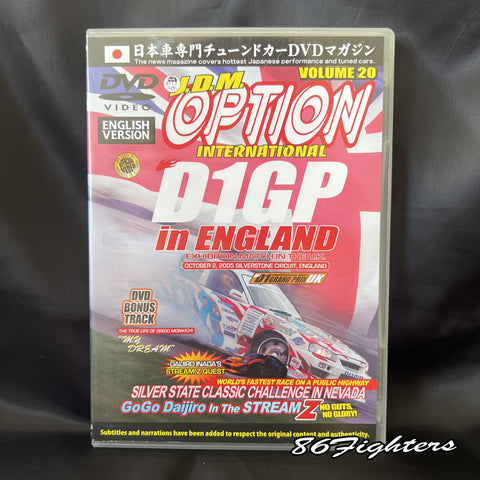 日本車専門チューンドカーDVDマガジン
The news magazine covers hottest Japanese performance and tuned cars.
DVD
VIDEO
VOLUME 20
J.D.M.
OPTION
INTERNATIONAL
ENGLISH
VERSION
D1GP
in ENGLAND
EXHIBITION MATCH IN THE U.K.
OCTOBER 2, 2005 SILVERSTONE CIRCUIT, ENGLAND
D1 GRAND PRIX UK
DVD
BONUS
TRACK
THE TRUE LIFE OF ORIDO MONKICHI
"MY
DREAM"
DAIJIRO INADA'S
STREAM Z QUEST
WORLD'S FASTEST RACE ON A PUBLIC HIGHWAY
SILVER STATE CLASSIC CHALLENGE IN NEVADA
GoGo Daijiro In The STREAM Z NO GUTS,
NO GLORY!
Subtitles and narrations have been added to respect the original content and authenticity.
86Fighters